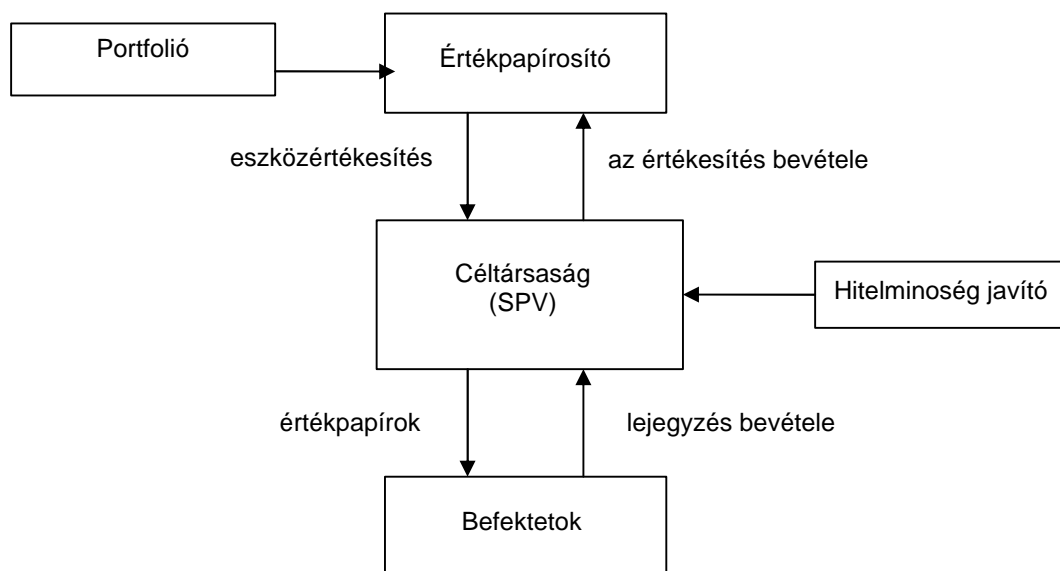 Portfolió
Értékpapírosító
eszközértékesítés
az értékesítés bevétele
Céltársaság
(SPV)
Hitelminoség javító
értékpapírok
lejegyzés bevétele
Befektetok